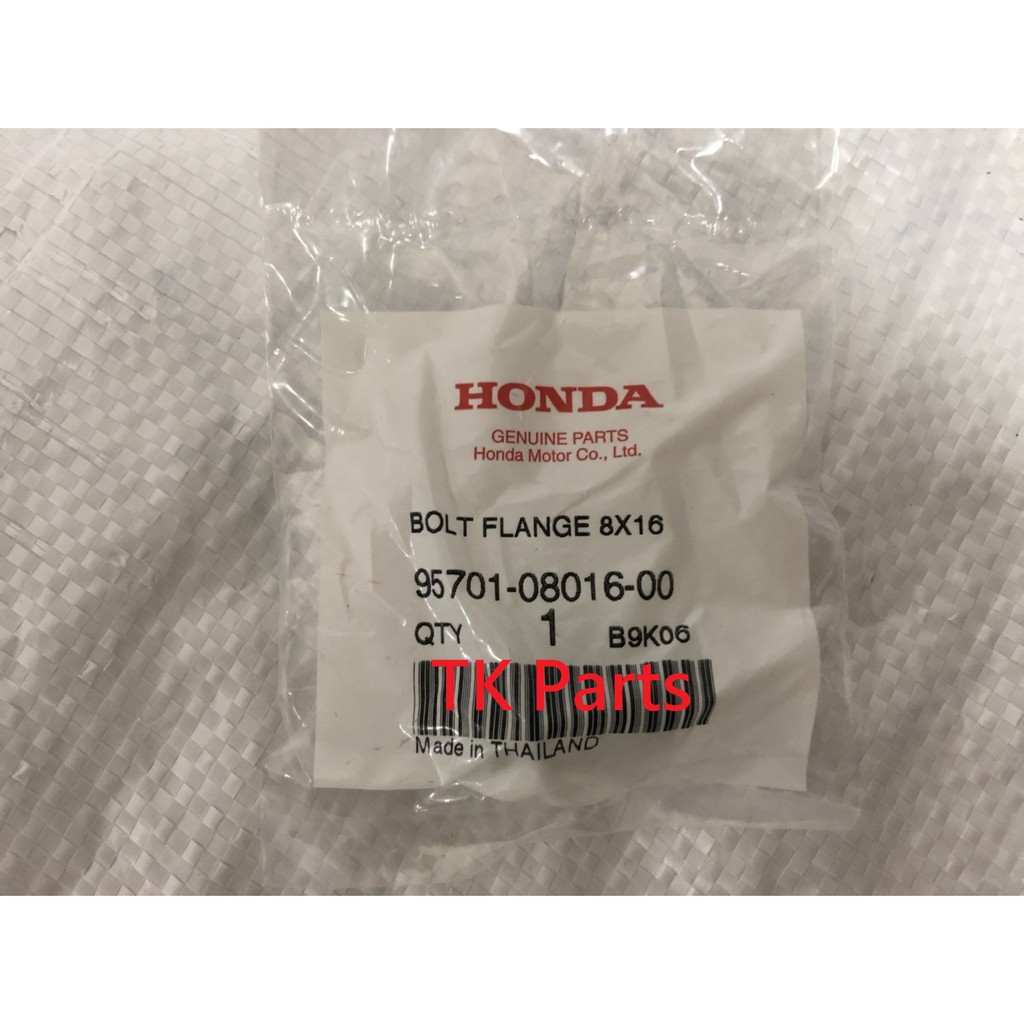 HONDA
GENUINE PARTS
Honda Motor Co., Ltd.
BOLT FLANGE 8X16
95701-08016-00
QTY 1 B9K06
TK Parts
Made in THAILAND